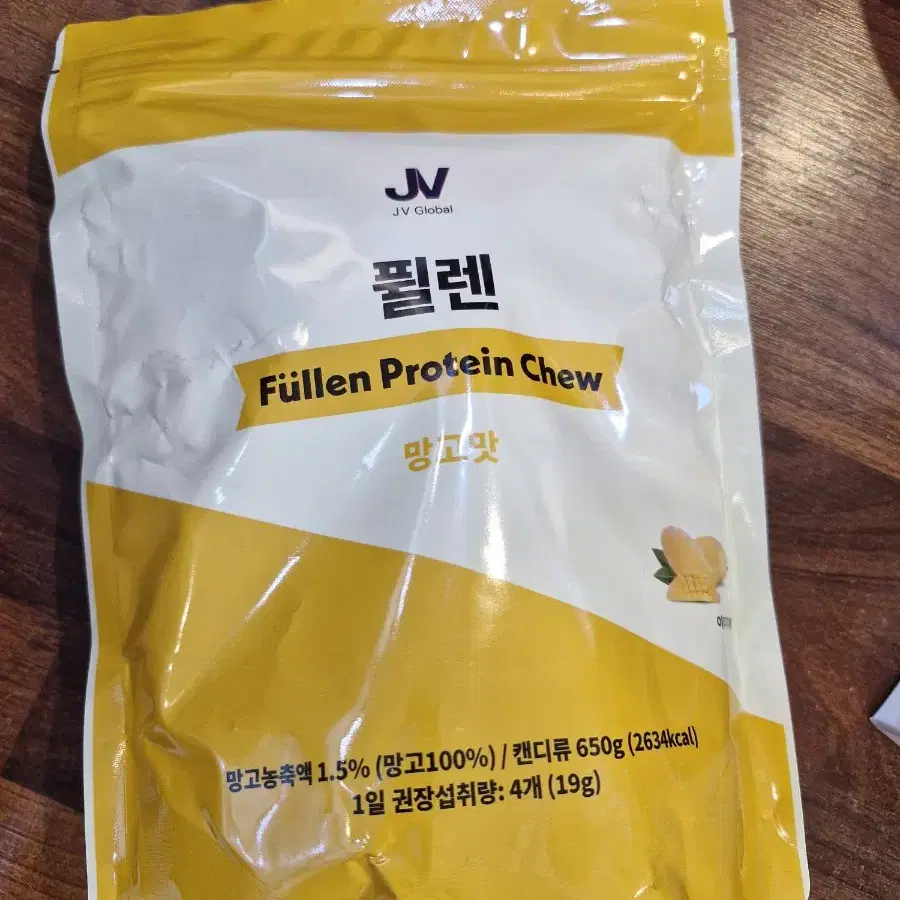 JV
JV Global
퓔렌
Füllen Protein Chew
망고맛
망고농축액 1.5% (망고100%) / 캔디류 650g (2634kcal)
1일 권장섭취량: 4개 (19g)